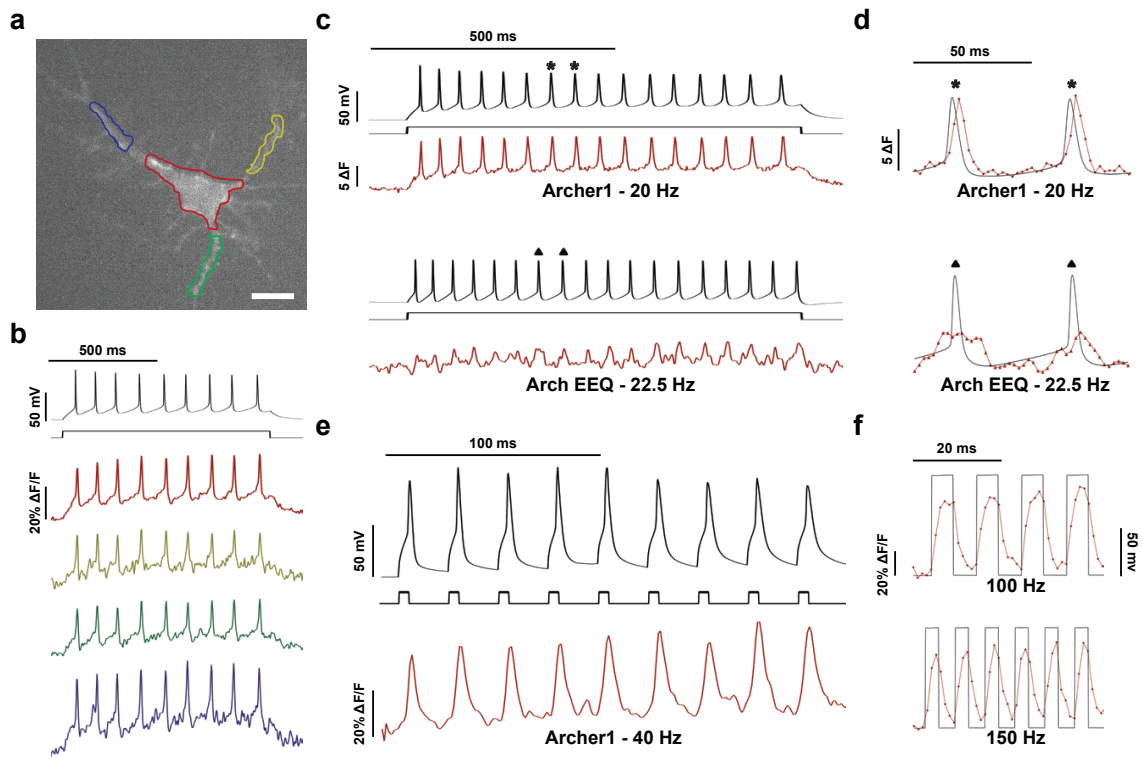 a
b
500 ms
50 mV
20% ΔF/F
c
500 ms
* *
50 mV
5 ΔF
Archer1 - 20 Hz
Arch EEQ - 22.5 Hz
d
50 ms
* *
5 ΔF
Archer1 - 20 Hz
Arch EEQ - 22.5 Hz
e
100 ms
50 mV
20% ΔF/F
Archer1 - 40 Hz
f
20 ms
20% ΔF/F
50 mv
100 Hz
150 Hz